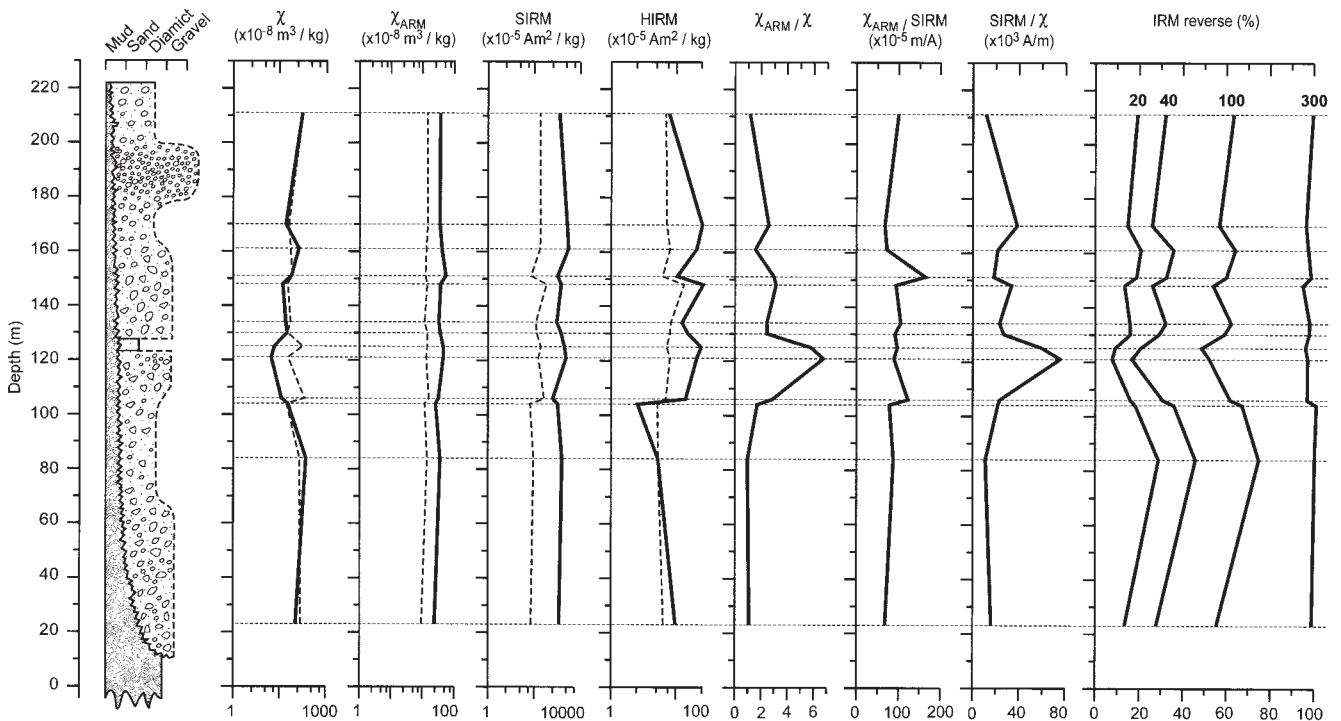 Mud Sand Diamict Gravel
χ
(x10-8 m3 / kg)
χARM
(x10-8 m3 / kg)
SIRM
(x10-5 Am2 / kg)
HIRM
(x10-5 Am2 / kg)
χARM / χ
χARM / SIRM
(x10-5 m/A)
SIRM / χ
(x103 A/m)
IRM reverse (%)
20 40 100 300
Depth (m)
220
200
180
160
140
120
100
80
60
40
20
0
1 1000
1 100
1 10000
1 100
0 2 4 6
0 100 200
0 40 80
0 20 40 60 80 100